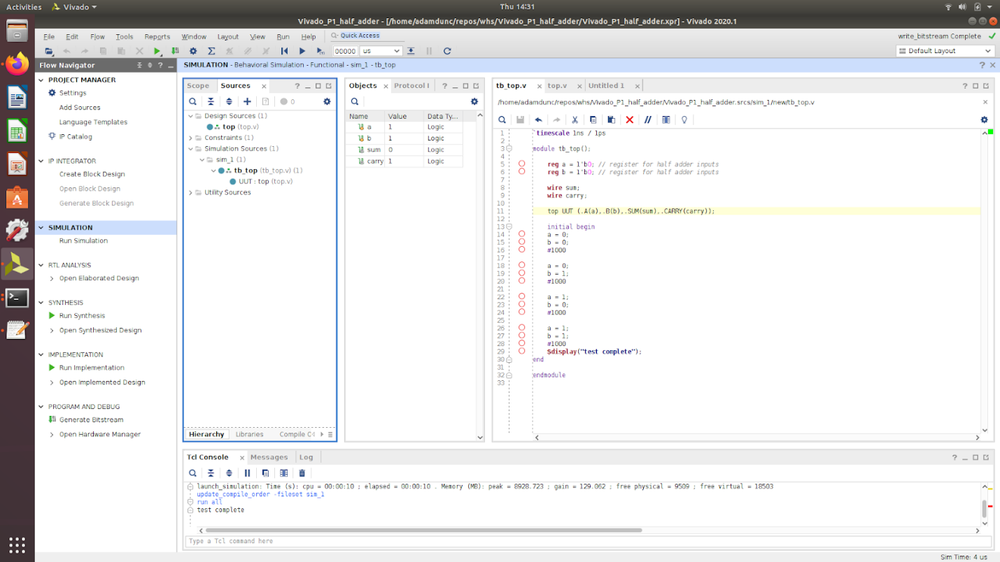 Activities Vivado Thu 14:31
Vivado_P1_half_adder - [/home/adamdunc/repos/whs/Vivado_P1_half_adder/Vivado_P1_half_adder.xpr] - Vivado 2020.1
File Edit Flow Tools Reports Window Layout View Run Help Quick Access write_bitstream Complete
00000 us Default Layout
Flow Navigator
PROJECT MANAGER
Settings
Add Sources
Language Templates
IP Catalog
IP INTEGRATOR
Create Block Design
Open Block Design
Generate Block Design
SIMULATION
Run Simulation
RTL ANALYSIS
Open Elaborated Design
SYNTHESIS
Run Synthesis
Open Synthesized Design
IMPLEMENTATION
Run Implementation
Open Implemented Design
PROGRAM AND DEBUG
Generate Bitstream
Open Hardware Manager
SIMULATION - Behavioral Simulation - Functional - sim_1 - tb_top
Scope Sources
0
Design Sources (1)
top (top.v)
Constraints (1)
Simulation Sources (1)
sim_1 (1)
tb_top (tb_top.v) (1)
UUT : top (top.v)
Utility Sources
Hierarchy Libraries Compile
Objects Protocol I
Name Value Data Ty...
a 1 Logic
b 1 Logic
sum 0 Logic
carry 1 Logic
tb_top.v top.v Untitled 1
/home/adamdunc/repos/whs/Vivado_P1_half_adder/Vivado_P1_half_adder.srcs/sim_1/new/tb_top.v
1 `timescale 1ns / 1ps
2
3 module tb_top();
4
5 reg a = 1'b0; // register for half adder inputs
6 reg b = 1'b0; // register for half adder inputs
7
8 wire sum;
9 wire carry;
10
11 top UUT (.A(a),.B(b),.SUM(sum),.CARRY(carry));
12
13 initial begin
14 a = 0;
15 b = 0;
16 #1000
17
18 a = 0;
19 b = 1;
20 #1000
21
22 a = 1;
23 b = 0;
24 #1000
25
26 a = 1;
27 b = 1;
28 #1000
29 $display("test complete");
30 end
31
32 endmodule
33
Tcl Console Messages Log
launch_simulation: Time (s): cpu = 00:00:10 ; elapsed = 00:00:10 . Memory (MB): peak = 8928.723 ; gain = 129.062 ; free physical = 9509 ; free virtual = 18503
update_compile_order -fileset sim_1
run all
test complete
Type a Tcl command here
Sim Time: 4 us